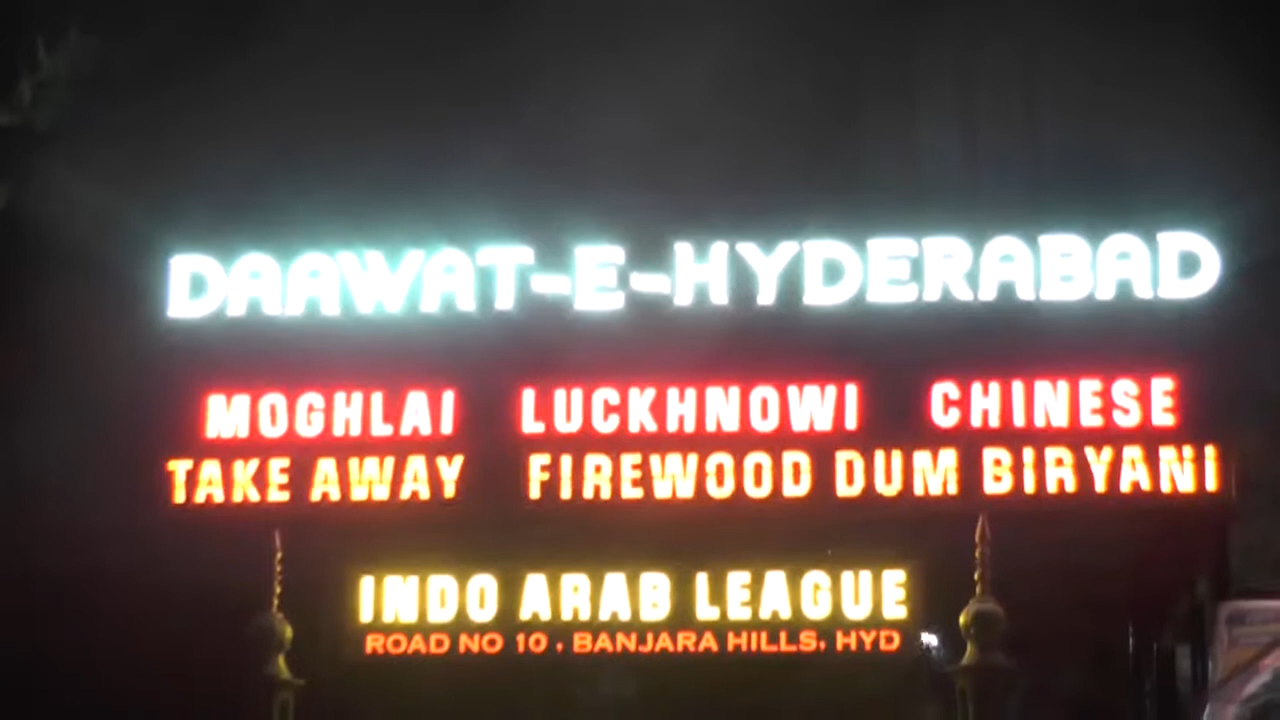 DAAWAT-E-HYDERABAD
MOGHLAI LUCKHNOWI CHINESE
TAKE AWAY FIREWOOD DUM BIRYANI
INDO ARAB LEAGUE
ROAD NO 10, BANJARA HILLS, HYD